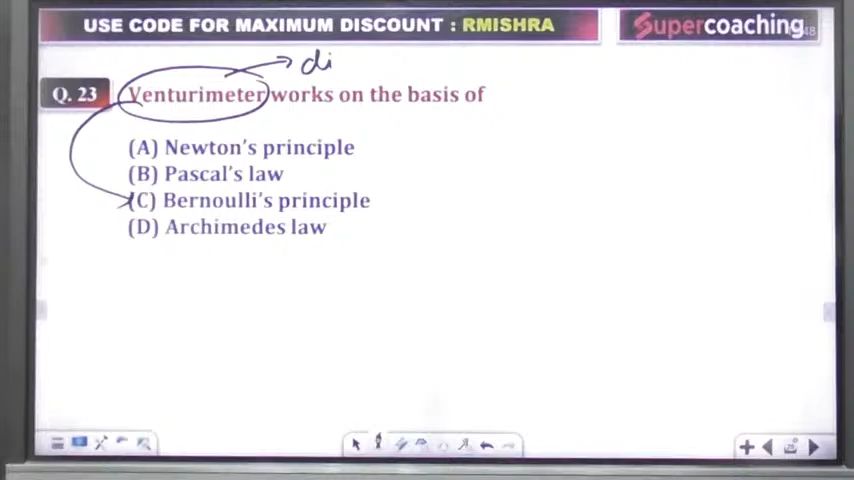 USE CODE FOR MAXIMUM DISCOUNT : RMISHRA
Supercoaching
48
di
Q. 23
Venturimeter works on the basis of
(A) Newton's principle
(B) Pascal's law
(C) Bernoulli's principle
(D) Archimedes law